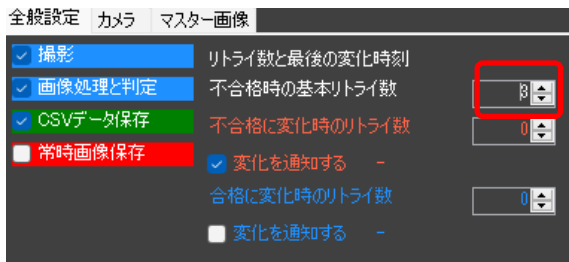 全般設定 カメラ マスター画像
撮影 リトライ数と最後の変化時刻
画像処理と判定 不合格時の基本リトライ数 3
CSVデータ保存 不合格に変化時のリトライ数 0
常時画像保存 変化を通知する -
合格に変化時のリトライ数 0
変化を通知する -